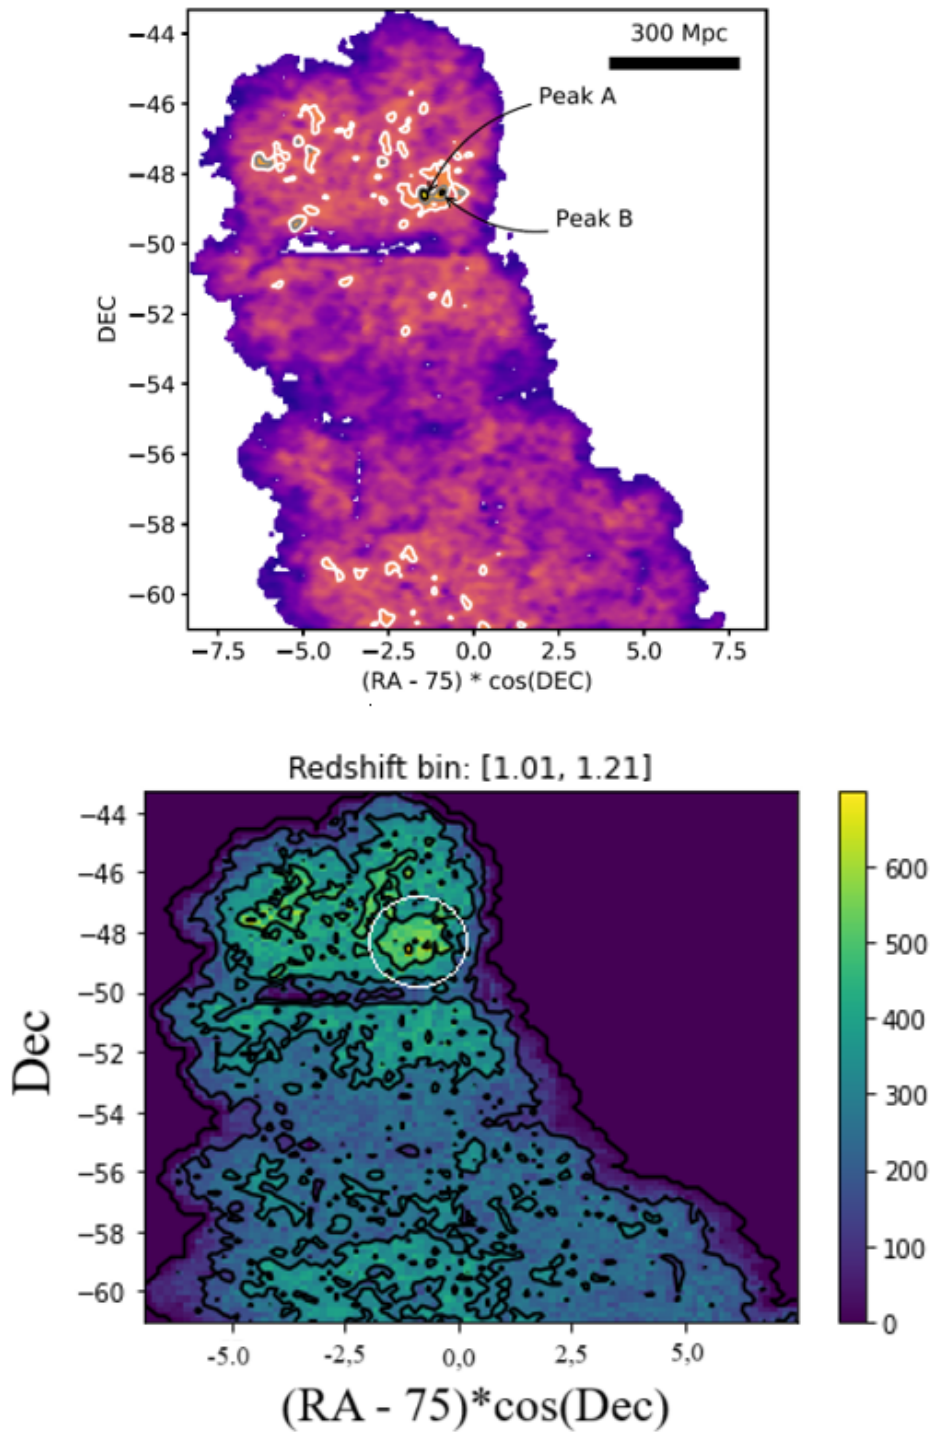 300 Mpc
Peak A
Peak B
DEC
−44
−46
−48
−50
−52
−54
−56
−58
−60
−7.5 −5.0 −2.5 0.0 2.5 5.0 7.5
(RA - 75) * cos(DEC)
Redshift bin: [1.01, 1.21]
Dec
−44
−46
−48
−50
−52
−54
−56
−58
−60
600
500
400
300
200
100
0
-5.0 -2,5 0,0 2,5 5,0
(RA - 75)*cos(Dec)